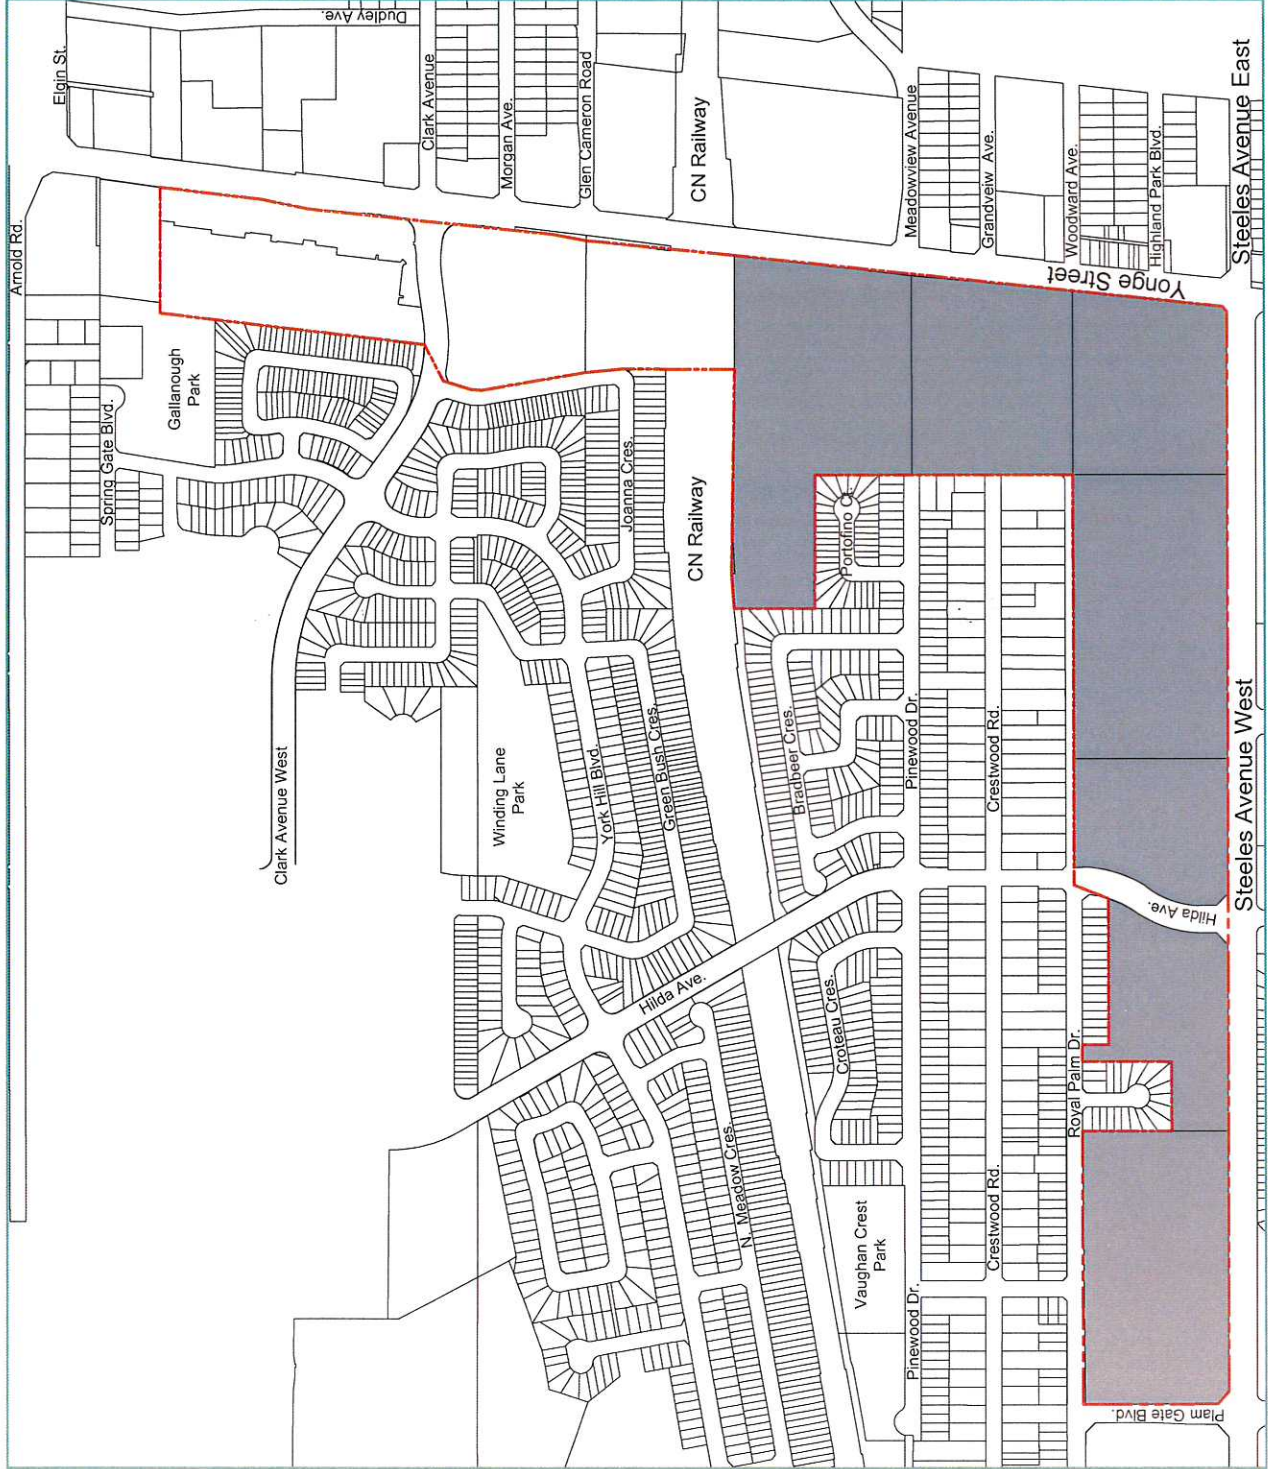 Arnold Rd.
Elgin St.
Dudley Ave.
Clark Avenue
Morgan Ave.
Glen Cameron Road
CN Railway
Meadowview Avenue
Grandveiw Ave.
Woodward Ave.
Highland Park Blvd.
Steeles Avenue East
Yonge Street
Spring Gate Blvd.
Gallanough
Park
Joanna Cres.
CN Railway
Portofino Ct.
Clark Avenue West
Winding Lane
Park
York Hill Blvd.
Green Bush Cres.
Bradbeer Cres.
Pinewood Dr.
Crestwood Rd.
Steeles Avenue West
Hilda Ave.
Hilda Ave.
Croteau Cres.
Royal Palm Dr.
N. Meadow Cres.
Crestwood Rd.
Vaughan Crest
Park
Pinewood Dr.
Plam Gate Blvd.